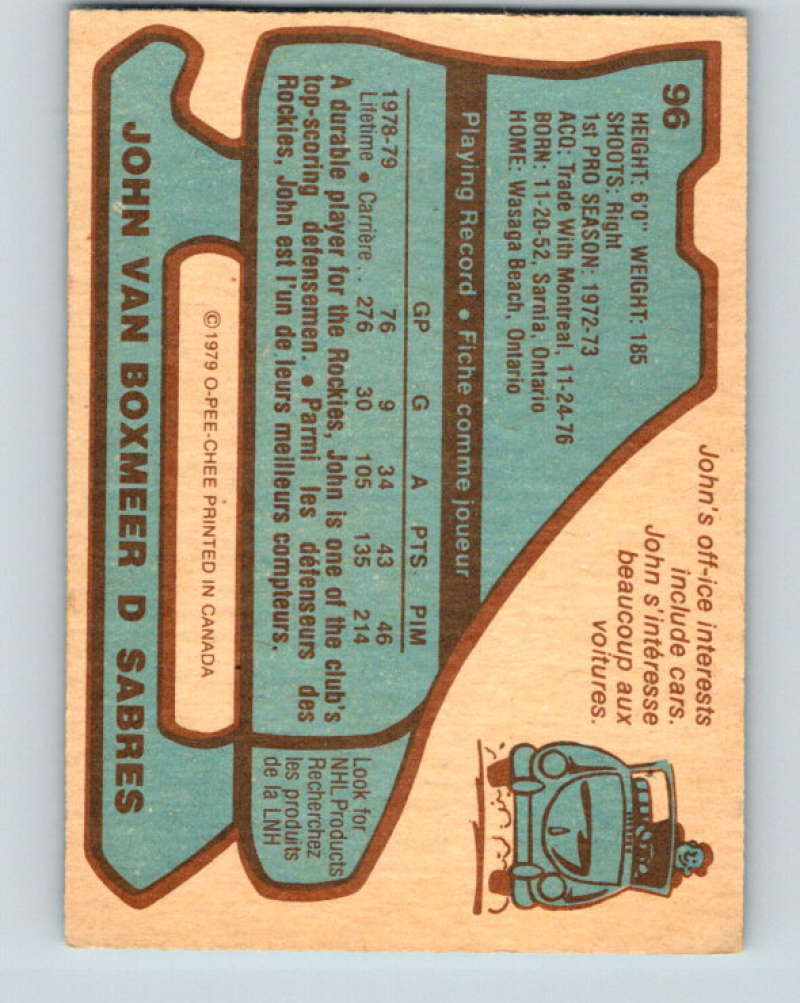 96
HEIGHT: 6'0" WEIGHT: 185
SHOOTS: Right
1st PRO SEASON: 1972-73
ACQ: Trade With Montreal, 11-24-76
BORN: 11-20-52, Sarnia, Ontario
HOME: Wasaga Beach, Ontario
John's off-ice interests
include cars.
John s'intéresse
beaucoup aux
voitures.
Playing Record • Fiche comme joueur
GP G A PTS. PIM
1978-79 76 9 34 43 46
Lifetime • Carrière . . 276 30 105 135 214
A durable player for the Rockies, John is one of the club's
top-scoring defensemen. • Parmi les défenseurs des
Rockies, John est l'un de leurs meilleurs compteurs.
Look for
NHL Products
Recherchez
les produits
de la LNH
©1979 O-PEE-CHEE PRINTED IN CANADA
JOHN VAN BOXMEER D SABRES